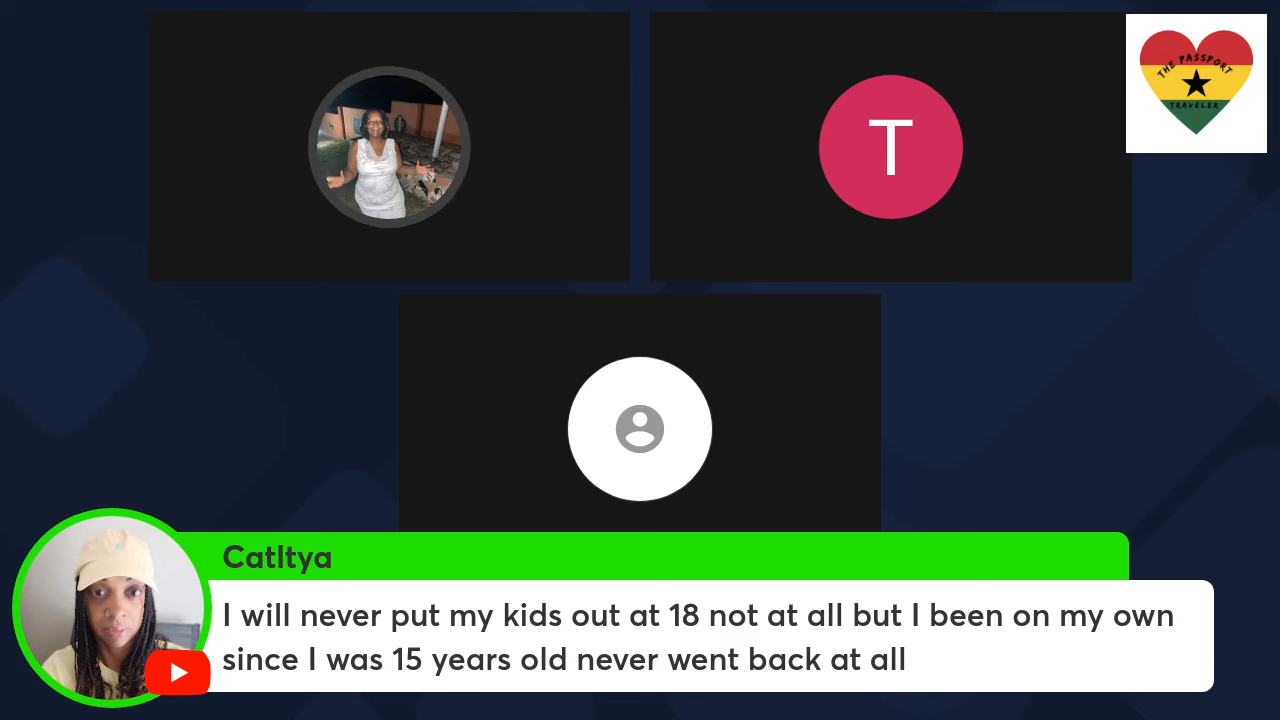 THE PASSPORT
TRAVELER
T
CatItya
I will never put my kids out at 18 not at all but I been on my own
since I was 15 years old never went back at all